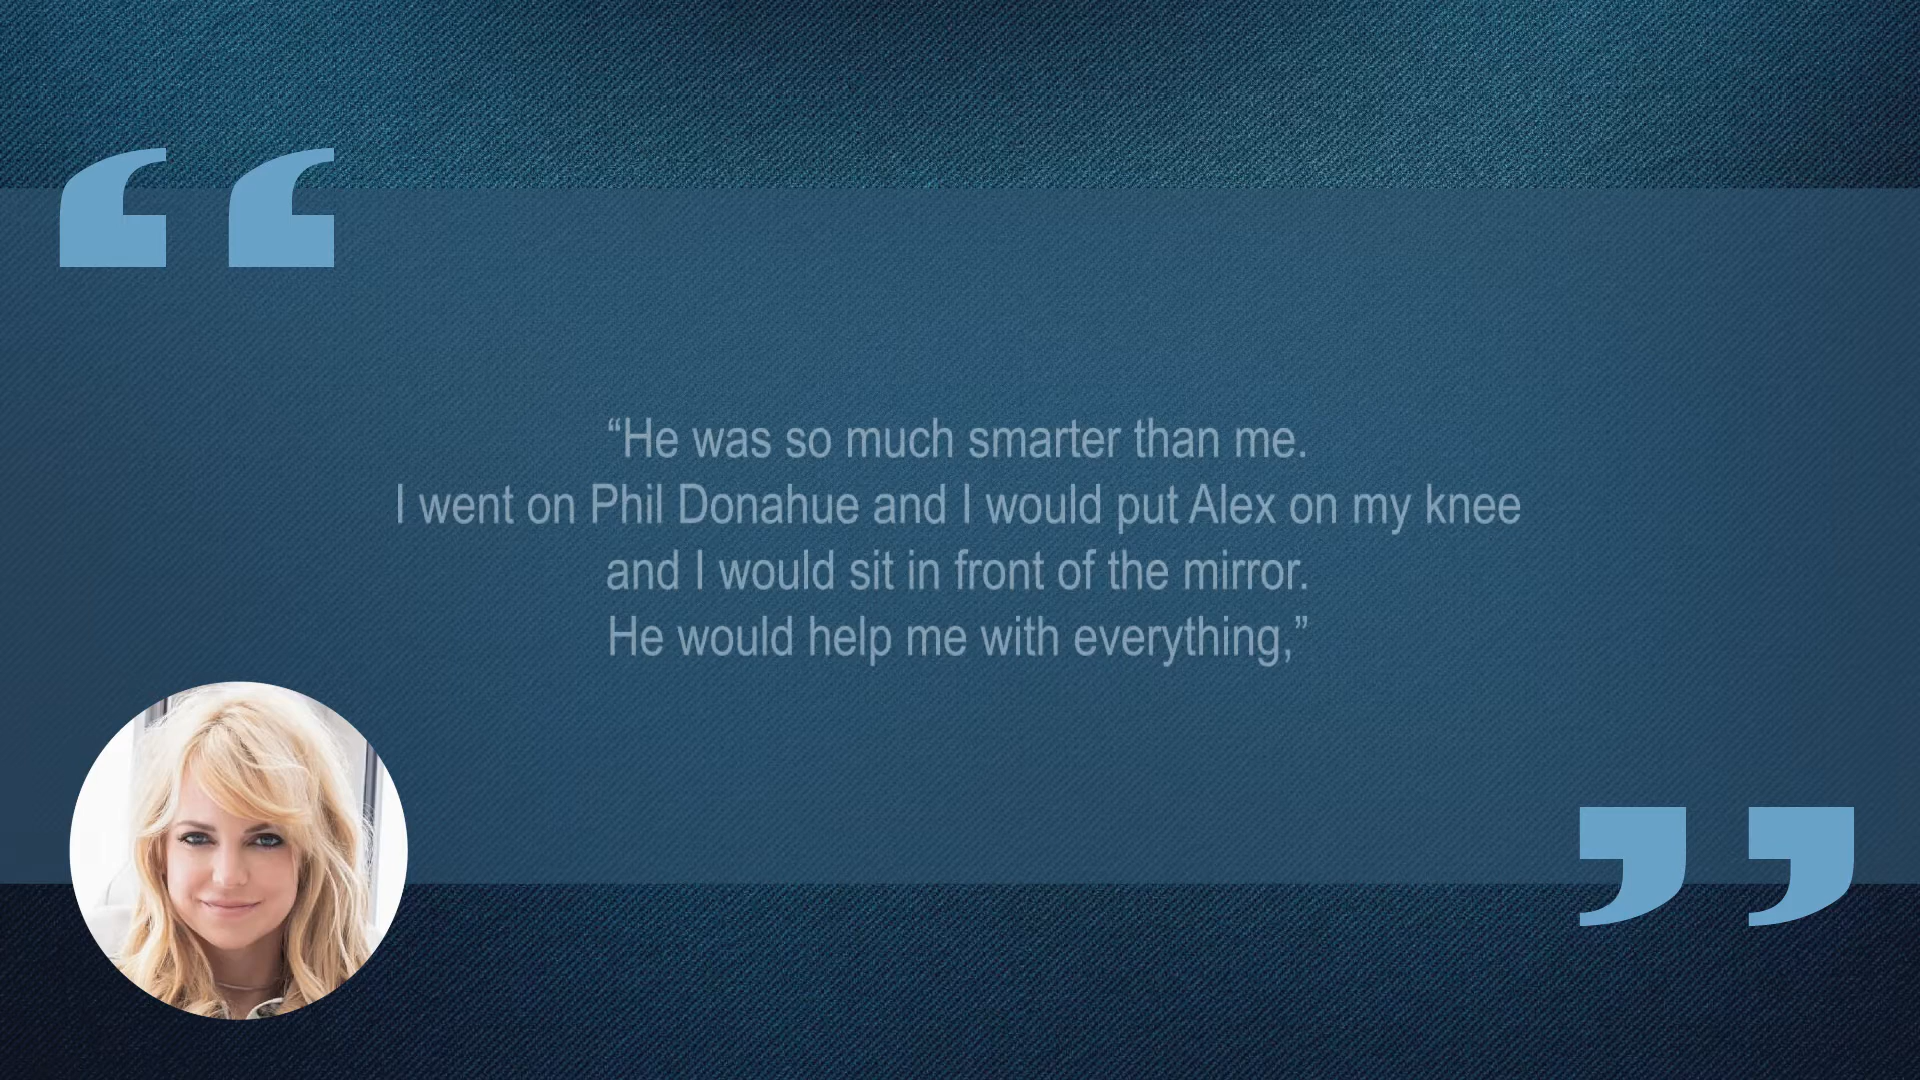 “He was so much smarter than me.
I went on Phil Donahue and I would put Alex on my knee
and I would sit in front of the mirror.
He would help me with everything,”